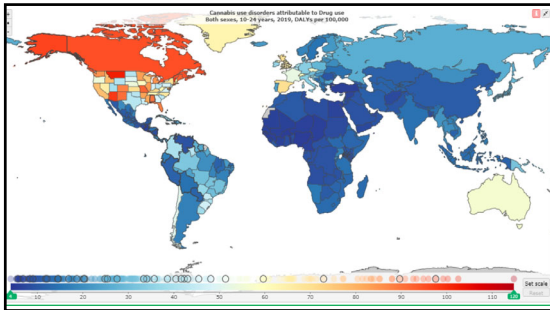 Cannabis use disorders attributable to Drug use
Both sexes, 10-24 years, 2019, DALYs per 100,000
Set scale
Reset
10 20 30 40 50 60 70 80 90 100 110